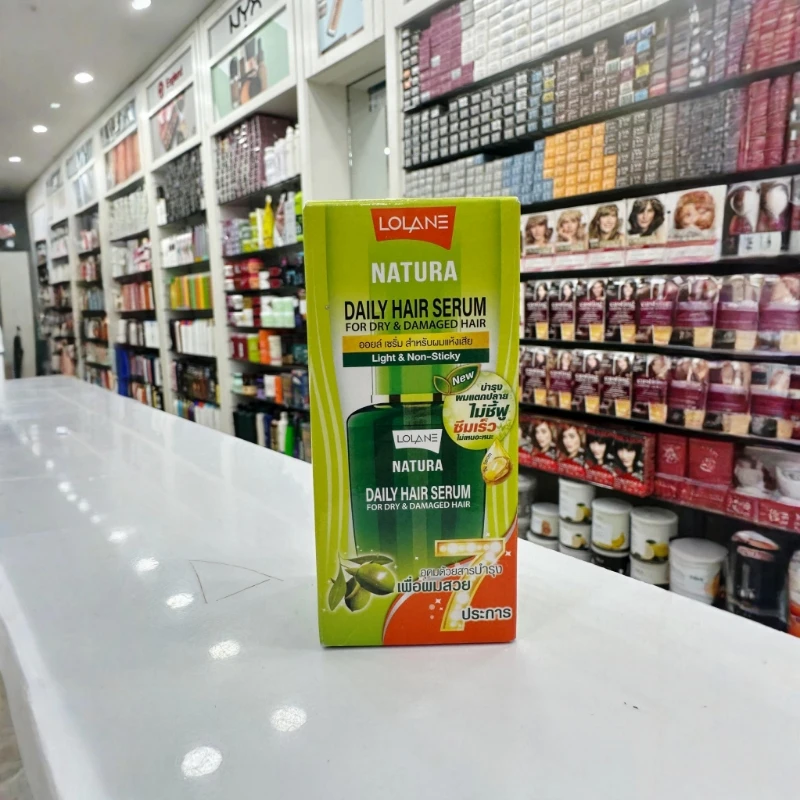 NYX
LOLANE
NATURA
DAILY HAIR SERUM
FOR DRY & DAMAGED HAIR
ออยล์ เซรั่ม สำหรับผมแห้งเสีย
Light & Non-Sticky
New
บำรุง
ผมแตกปลาย
ไม่ชี้ฟู
ซึมเร็ว
ไม่เหนอะหนะ
LOLANE
NATURA
DAILY HAIR SERUM
FOR DRY & DAMAGED HAIR
7
อุดมด้วยสารบำรุง
เพื่อผมสวย
ประการ